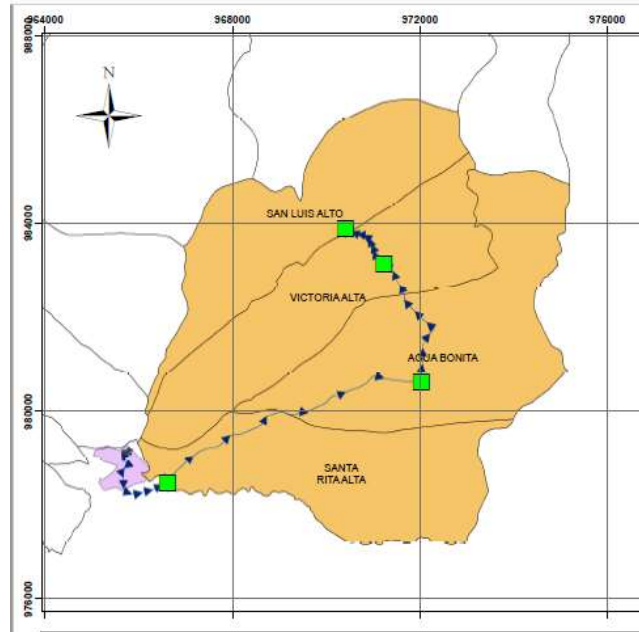 964000
968000
972000
976000
988000
N
SAN LUIS ALTO
984000
VICTORIA ALTA
AGUA BONITA
980000
SANTA
RITA ALTA
976000